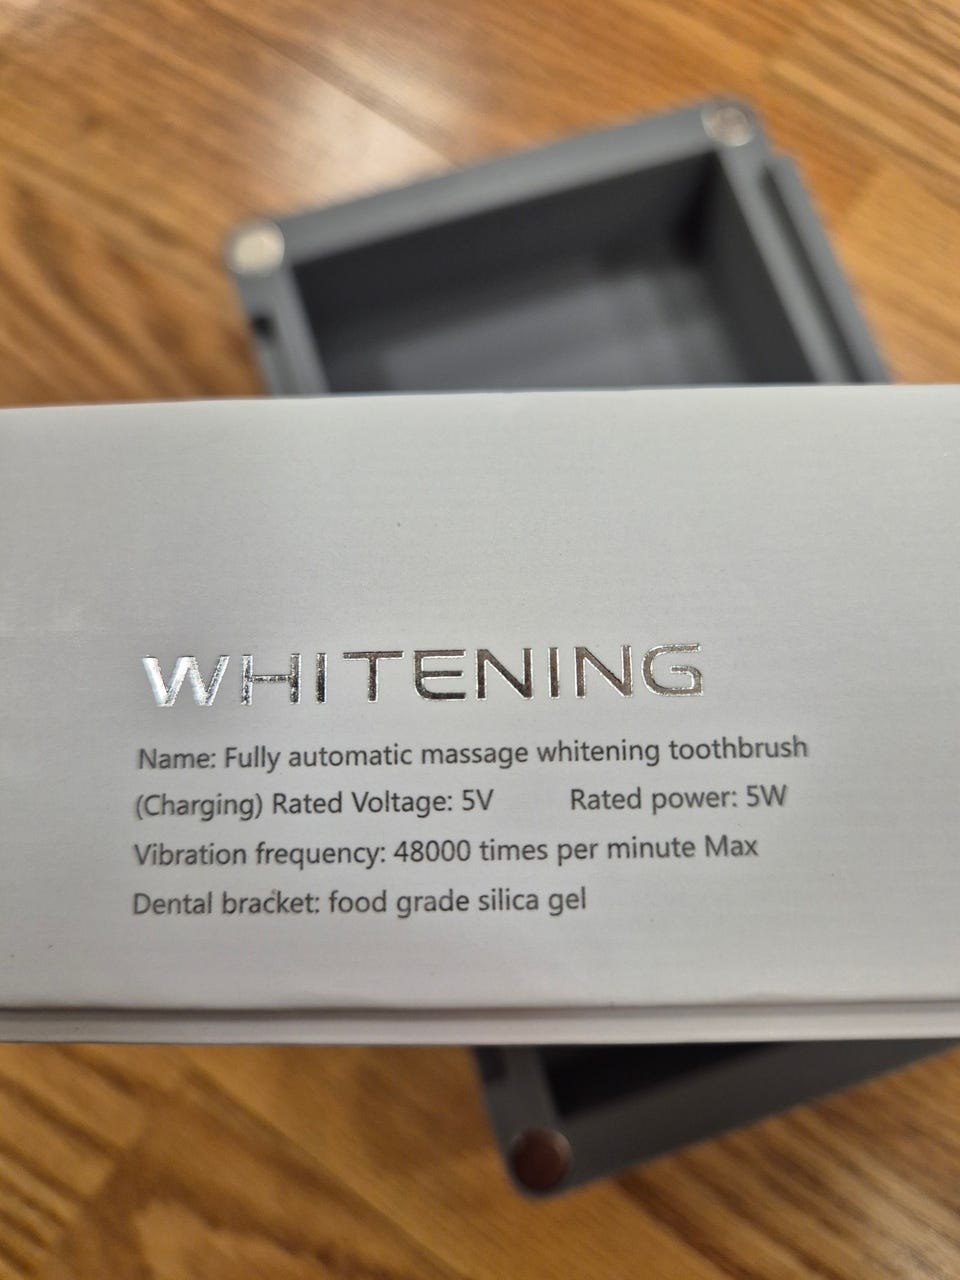 WHITENING
Name: Fully automatic massage whitening toothbrush
(Charging) Rated Voltage: 5V Rated power: 5W
Vibration frequency: 48000 times per minute Max
Dental bracket: food grade silica gel